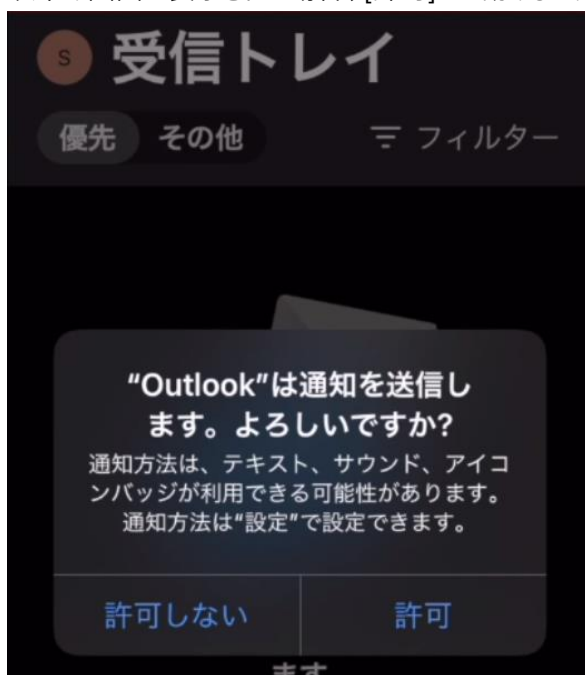 S 受信トレイ
優先 その他 フィルター
“Outlook”は通知を送信し
ます。よろしいですか?
通知方法は、テキスト、サウンド、アイコ
ンバッジが利用できる可能性があります。
通知方法は“設定”で設定できます。
許可しない 許可
ます